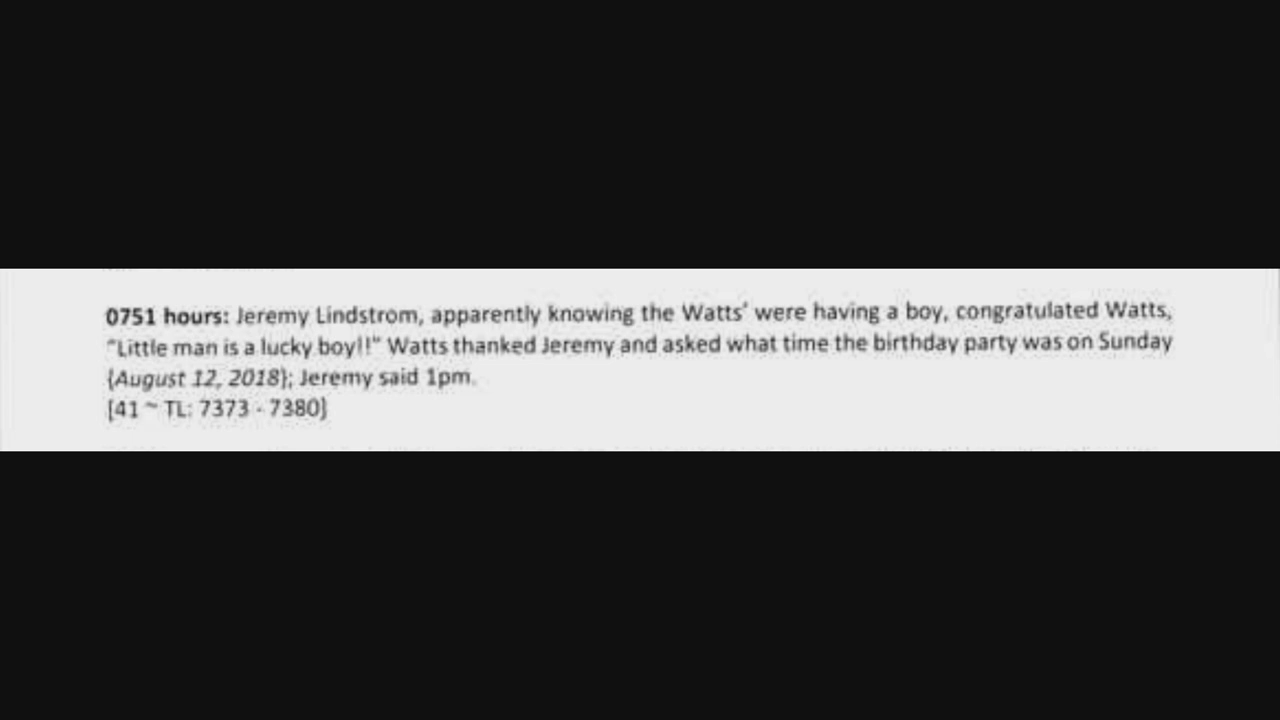 0751 hours: Jeremy Lindstrom, apparently knowing the Watts' were having a boy, congratulated Watts,
"Little man is a lucky boy!!" Watts thanked Jeremy and asked what time the birthday party was on Sunday
{August 12, 2018}; Jeremy said 1pm.
[41 ~ TL: 7373 - 7380]